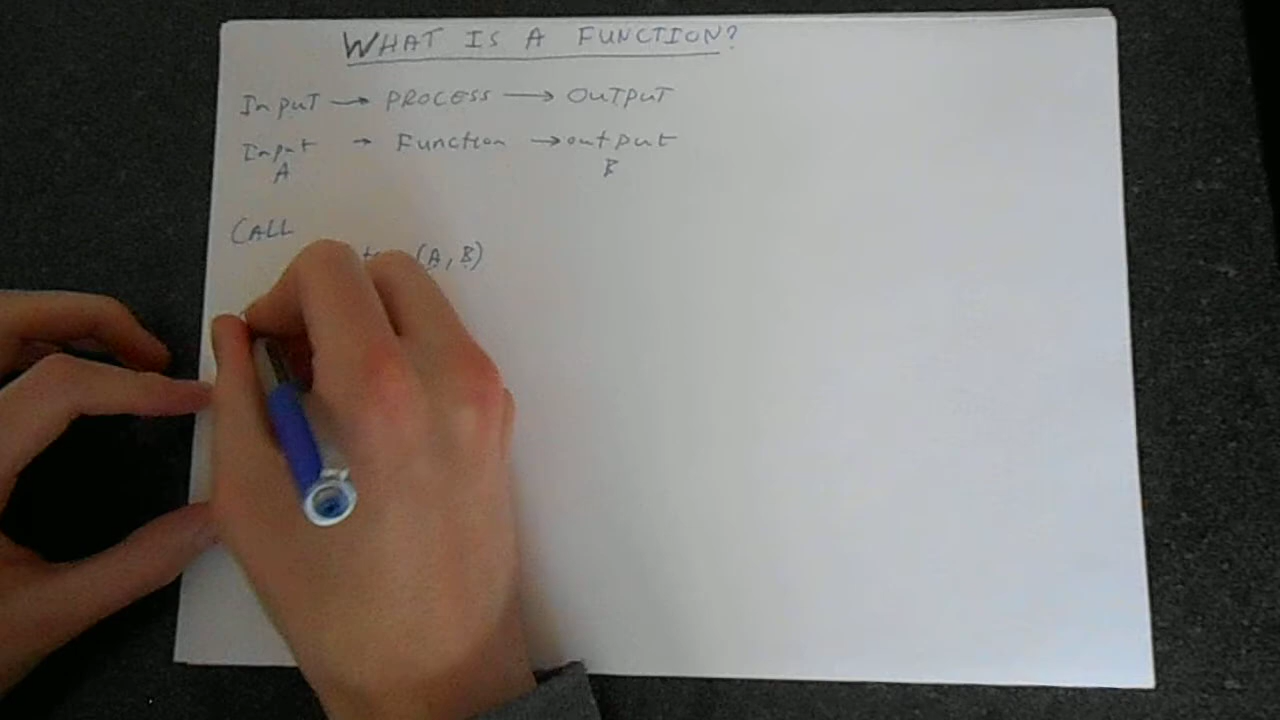 WHAT IS A FUNCTION?
Input → PROCESS → OUTPUT
Input → Function → output
A B
CALL
(A, B)